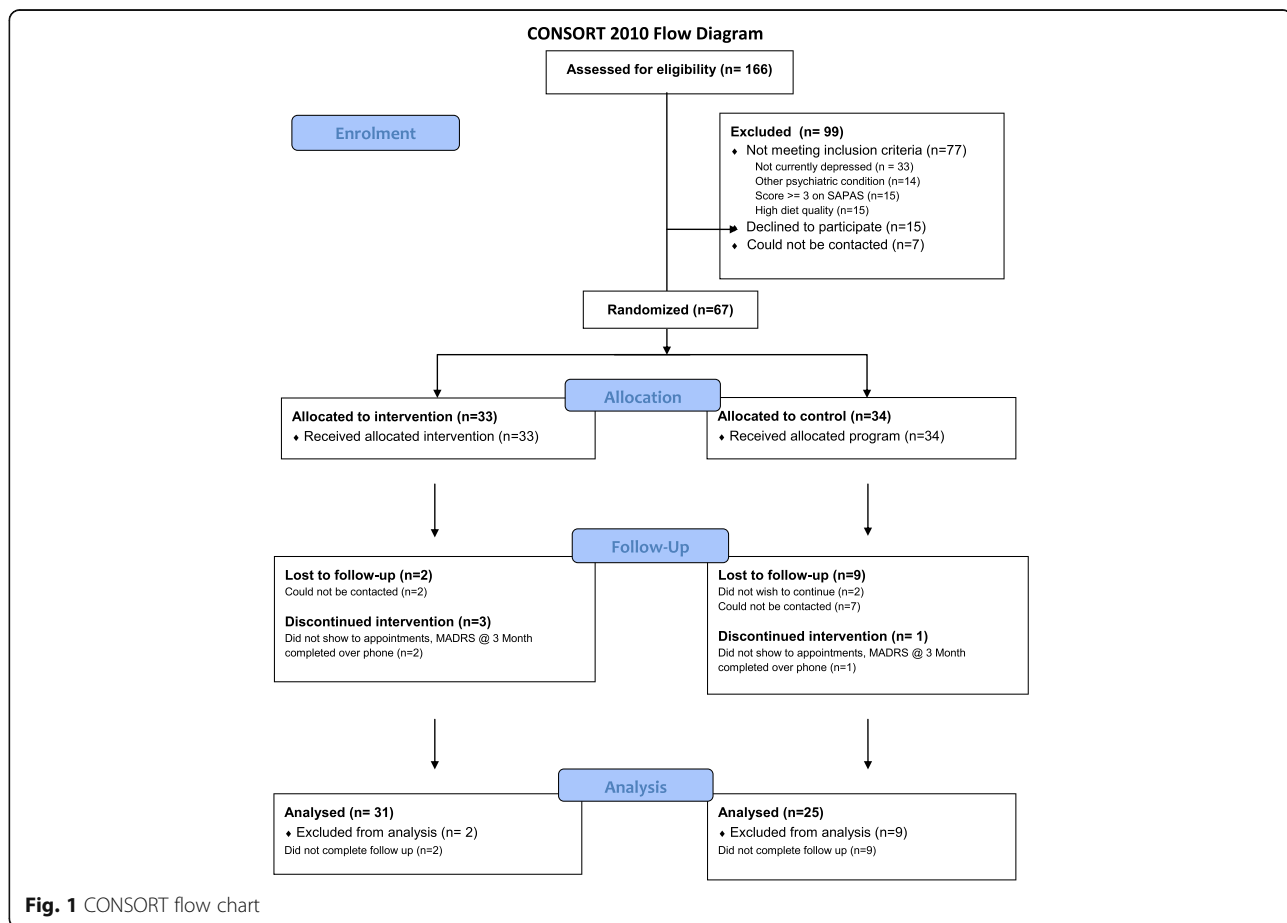 CONSORT 2010 Flow Diagram
Assessed for eligibility (n= 166)
Enrolment
Excluded (n= 99)
♦ Not meeting inclusion criteria (n=77)
Not currently depressed (n = 33)
Other psychiatric condition (n=14)
Score >= 3 on SAPAS (n=15)
High diet quality (n=15)
♦ Declined to participate (n=15)
♦ Could not be contacted (n=7)
Randomized (n=67)
Allocation
Allocated to intervention (n=33)
♦ Received allocated intervention (n=33)
Allocated to control (n=34)
♦ Received allocated program (n=34)
Follow-Up
Lost to follow-up (n=2)
Could not be contacted (n=2)
Discontinued intervention (n=3)
Did not show to appointments, MADRS @ 3 Month
completed over phone (n=2)
Lost to follow-up (n=9)
Did not wish to continue (n=2)
Could not be contacted (n=7)
Discontinued intervention (n= 1)
Did not show to appointments, MADRS @ 3 Month
completed over phone (n=1)
Analysis
Analysed (n= 31)
♦ Excluded from analysis (n= 2)
Did not complete follow up (n=2)
Analysed (n=25)
♦ Excluded from analysis (n=9)
Did not complete follow up (n=9)
Fig. 1 CONSORT flow chart